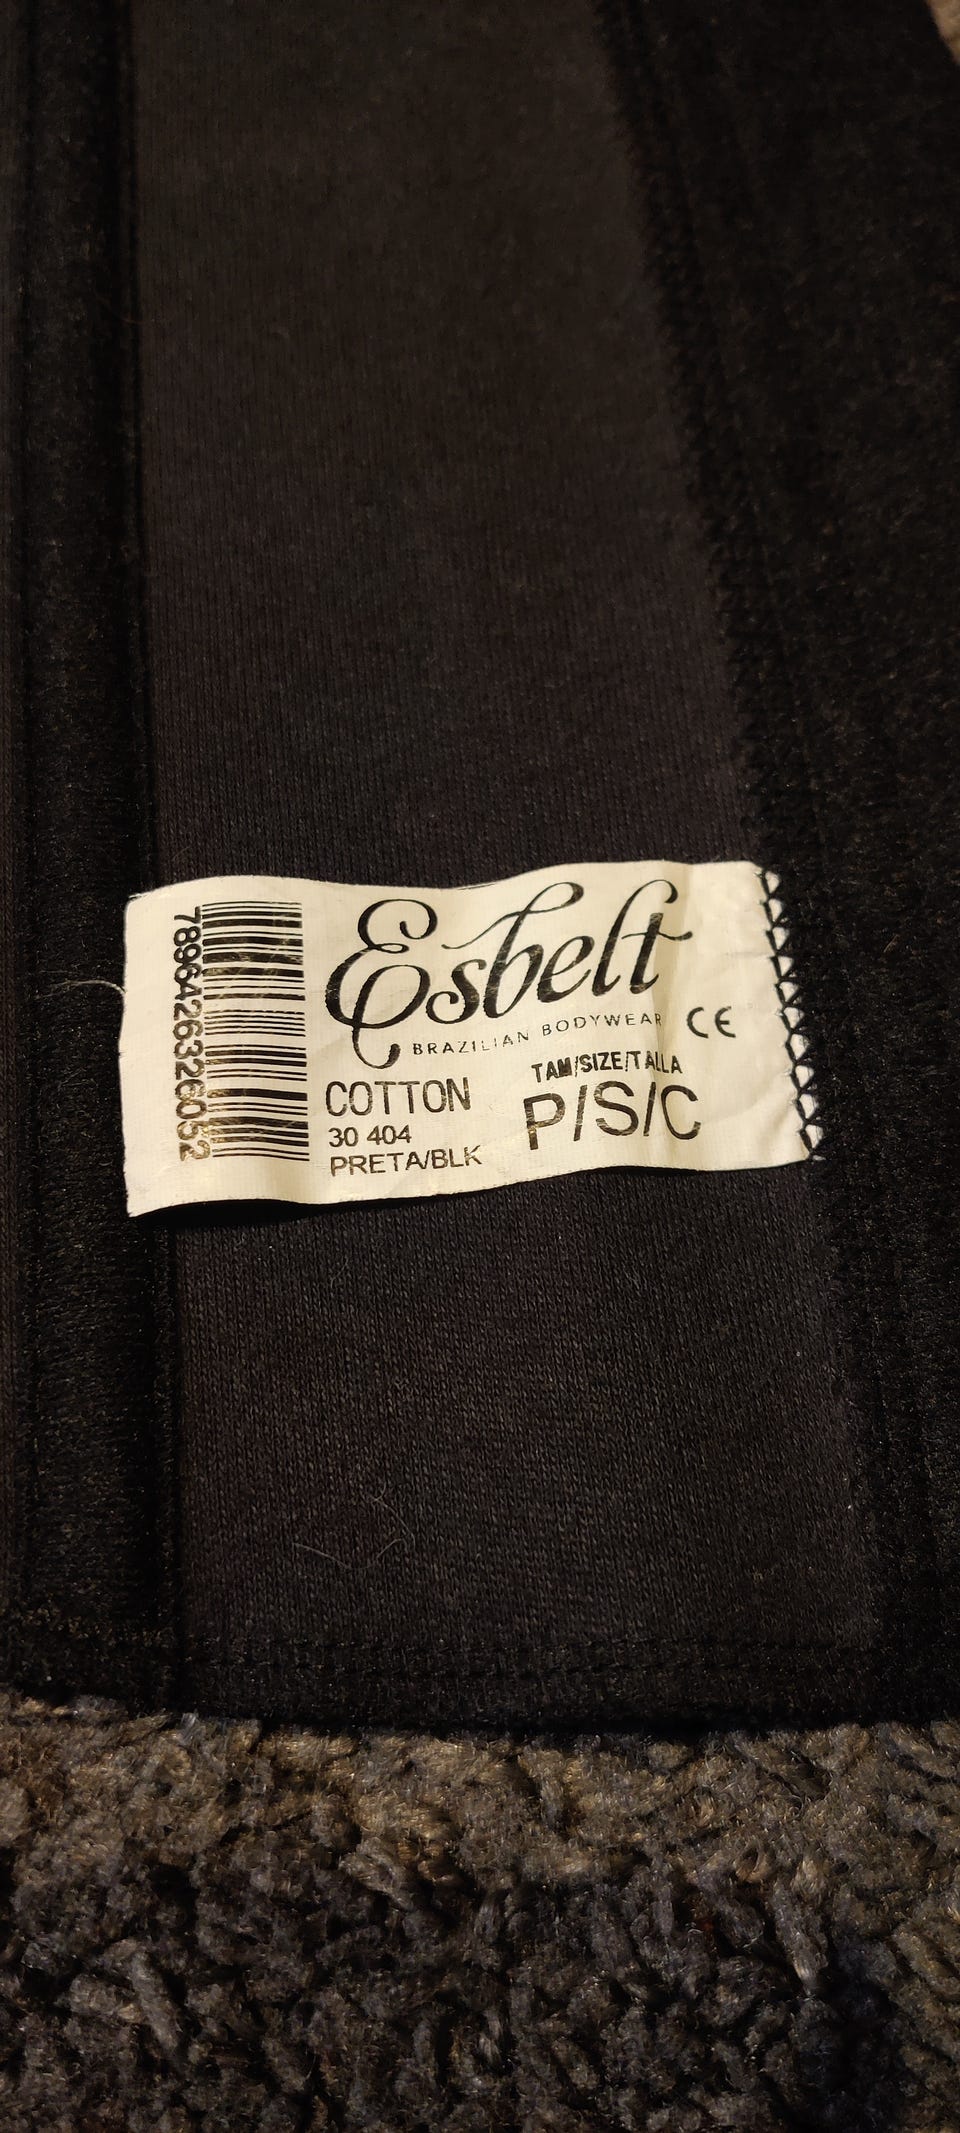 7896426326052
Esbelt
BRAZILIAN BODYWEAR
CE
COTTON
30 404
PRETA/BLK
TAM/SIZE/TALLA
P/S/C